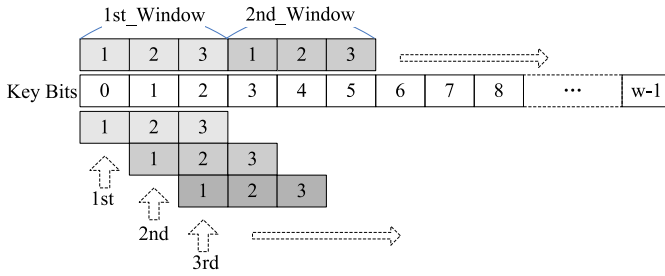 1st_Window 2nd_Window
1 2 3 1 2 3
Key Bits 0 1 2 3 4 5 6 7 8 ... w-1
1 2 3
1 2 3
1st
1 2 3
2nd
3rd